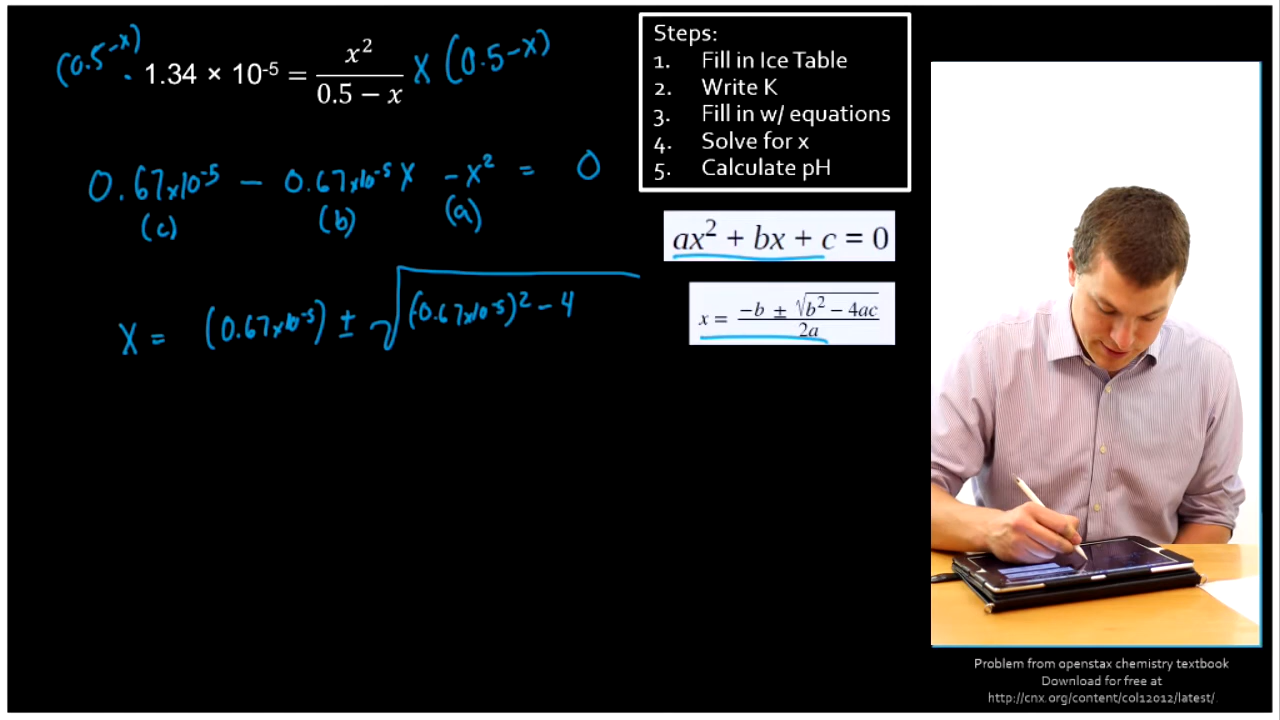 (0.5-x) · 1.34 × 10⁻⁵ = x² / 0.5 − x X (0.5-x)
0.67x10⁻⁵ − 0.67x10⁻⁵ X - X² = 0
(c) (b) (a)
X = (0.67x10⁻⁵) ± √(-0.67x10⁻⁵)² − 4
Steps:
1. Fill in Ice Table
2. Write K
3. Fill in w/ equations
4. Solve for x
5. Calculate pH
ax² + bx + c = 0
x = −b ± √b² − 4ac / 2a
Problem from openstax chemistry textbook
Download for free at
http://cnx.org/content/col12012/latest/.